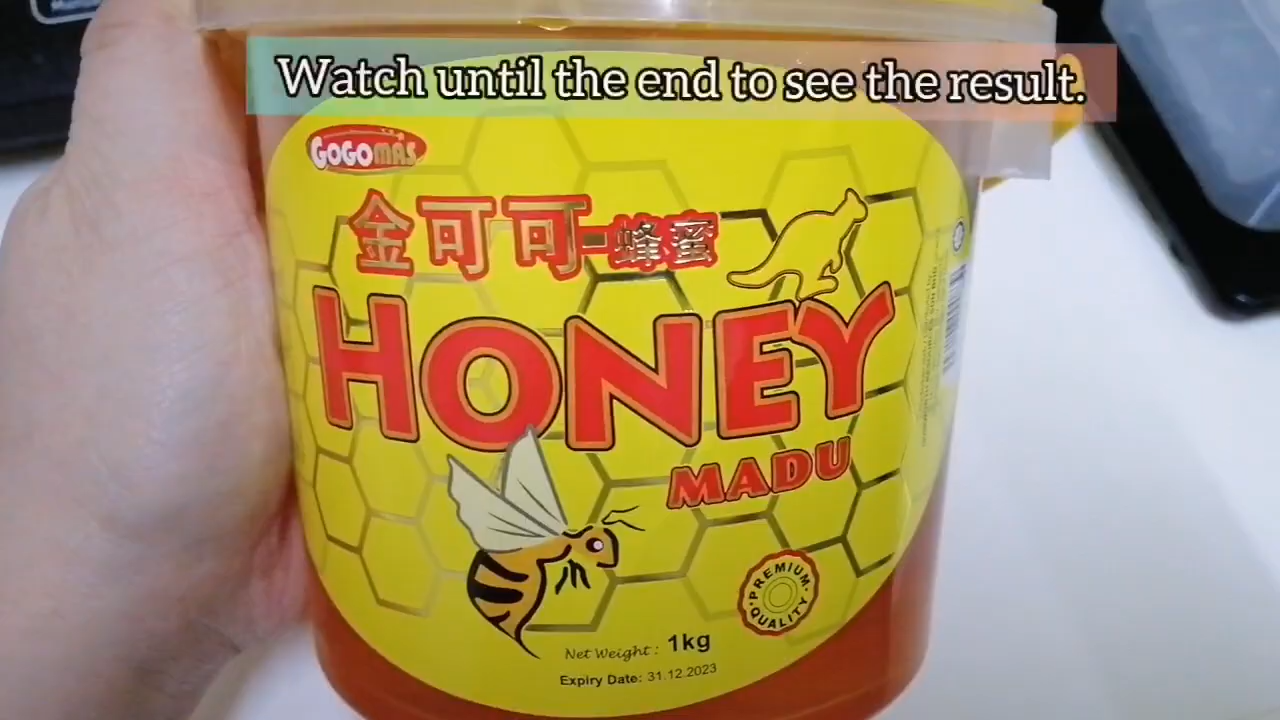 Watch until the end to see the result.
GOGOMAS
金可可-蜂蜜
HONEY
MADU
PREMIUM
QUALITY
Net Weight : 1kg
Expiry Date: 31.12.2023